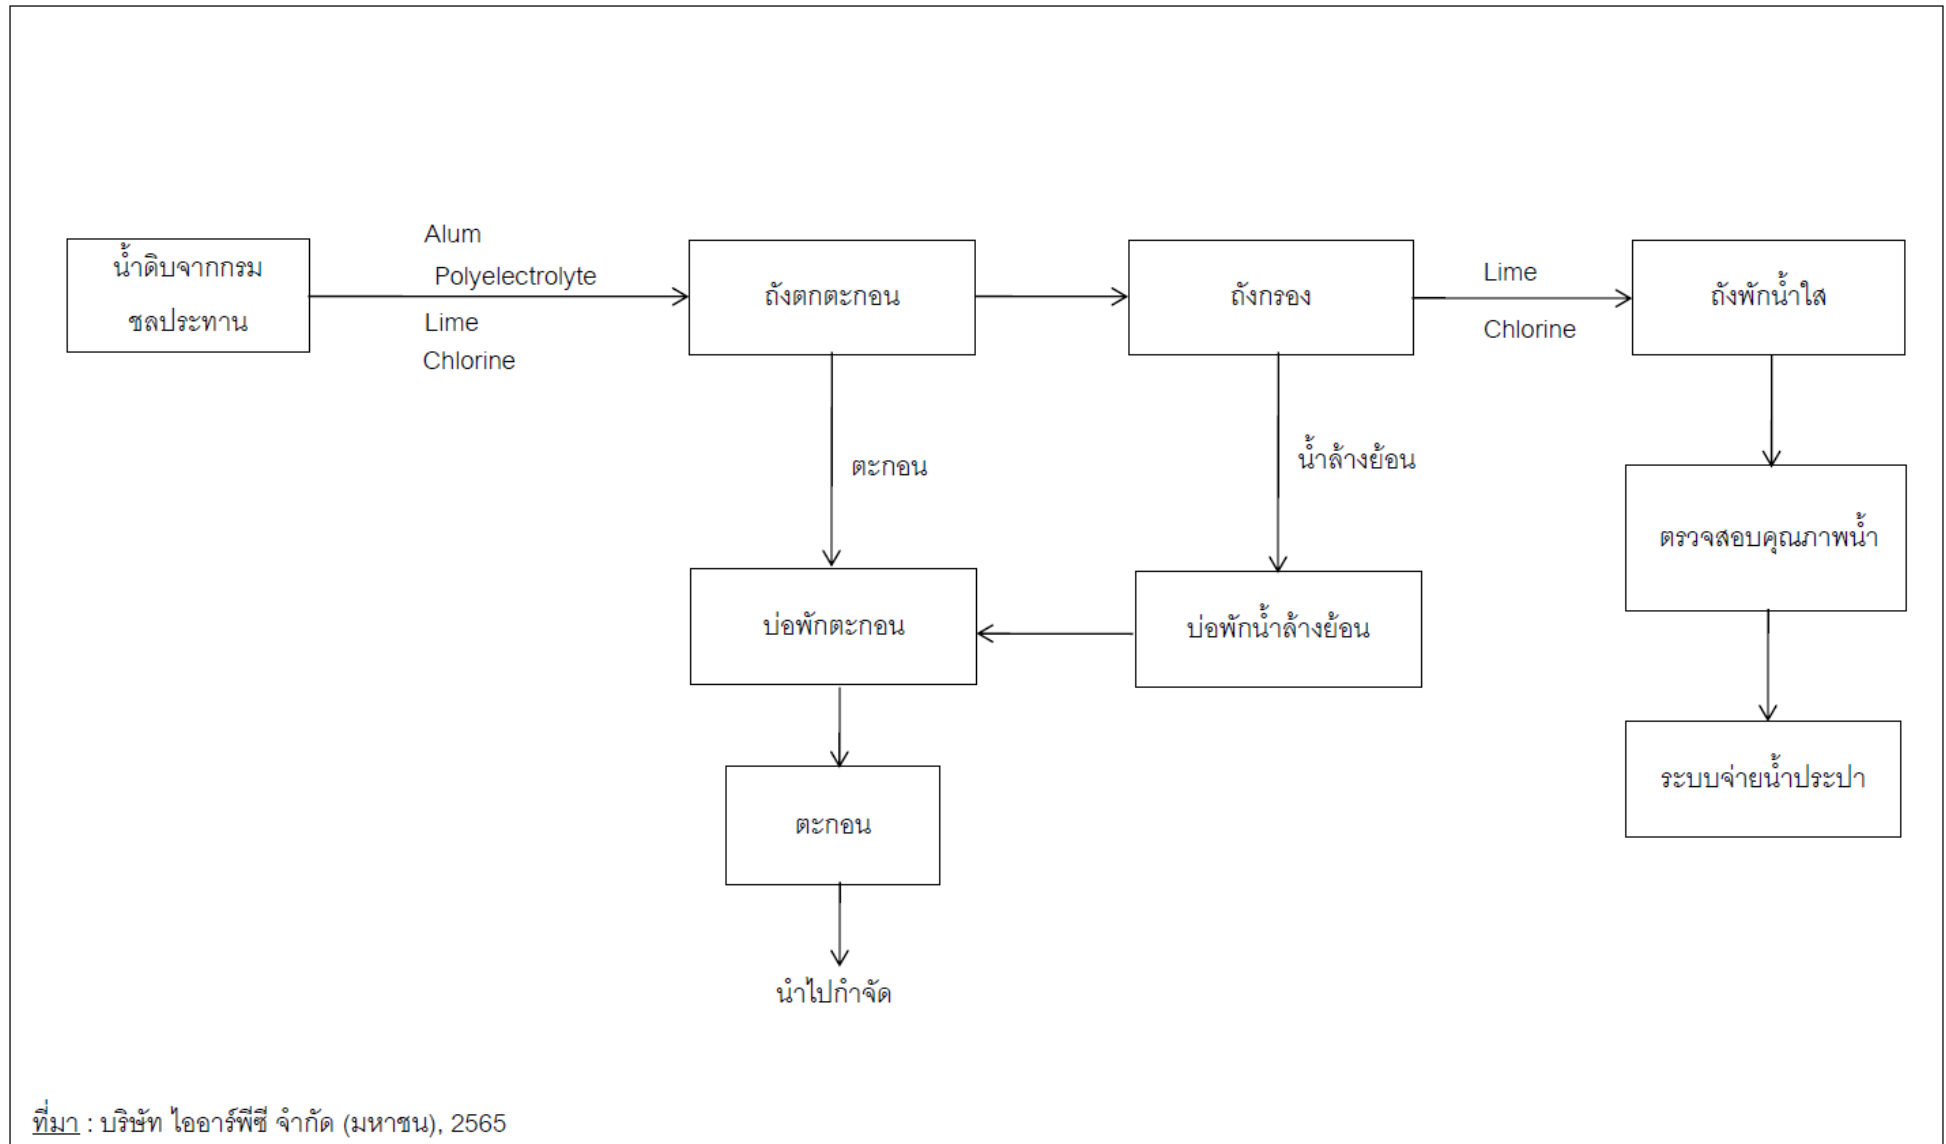 น้ำดิบจากกรม
ชลประทาน
Alum
Polyelectrolyte
Lime
Chlorine
ถังตกตะกอน
ถังกรอง
Lime
Chlorine
ถังพักน้ำใส
ตะกอน
น้ำล้างย้อน
ตรวจสอบคุณภาพน้ำ
บ่อพักตะกอน
บ่อพักน้ำล้างย้อน
ระบบจ่ายน้ำประปา
ตะกอน
นำไปกำจัด
ที่มา : บริษัท ไออาร์พีซี จำกัด (มหาชน), 2565